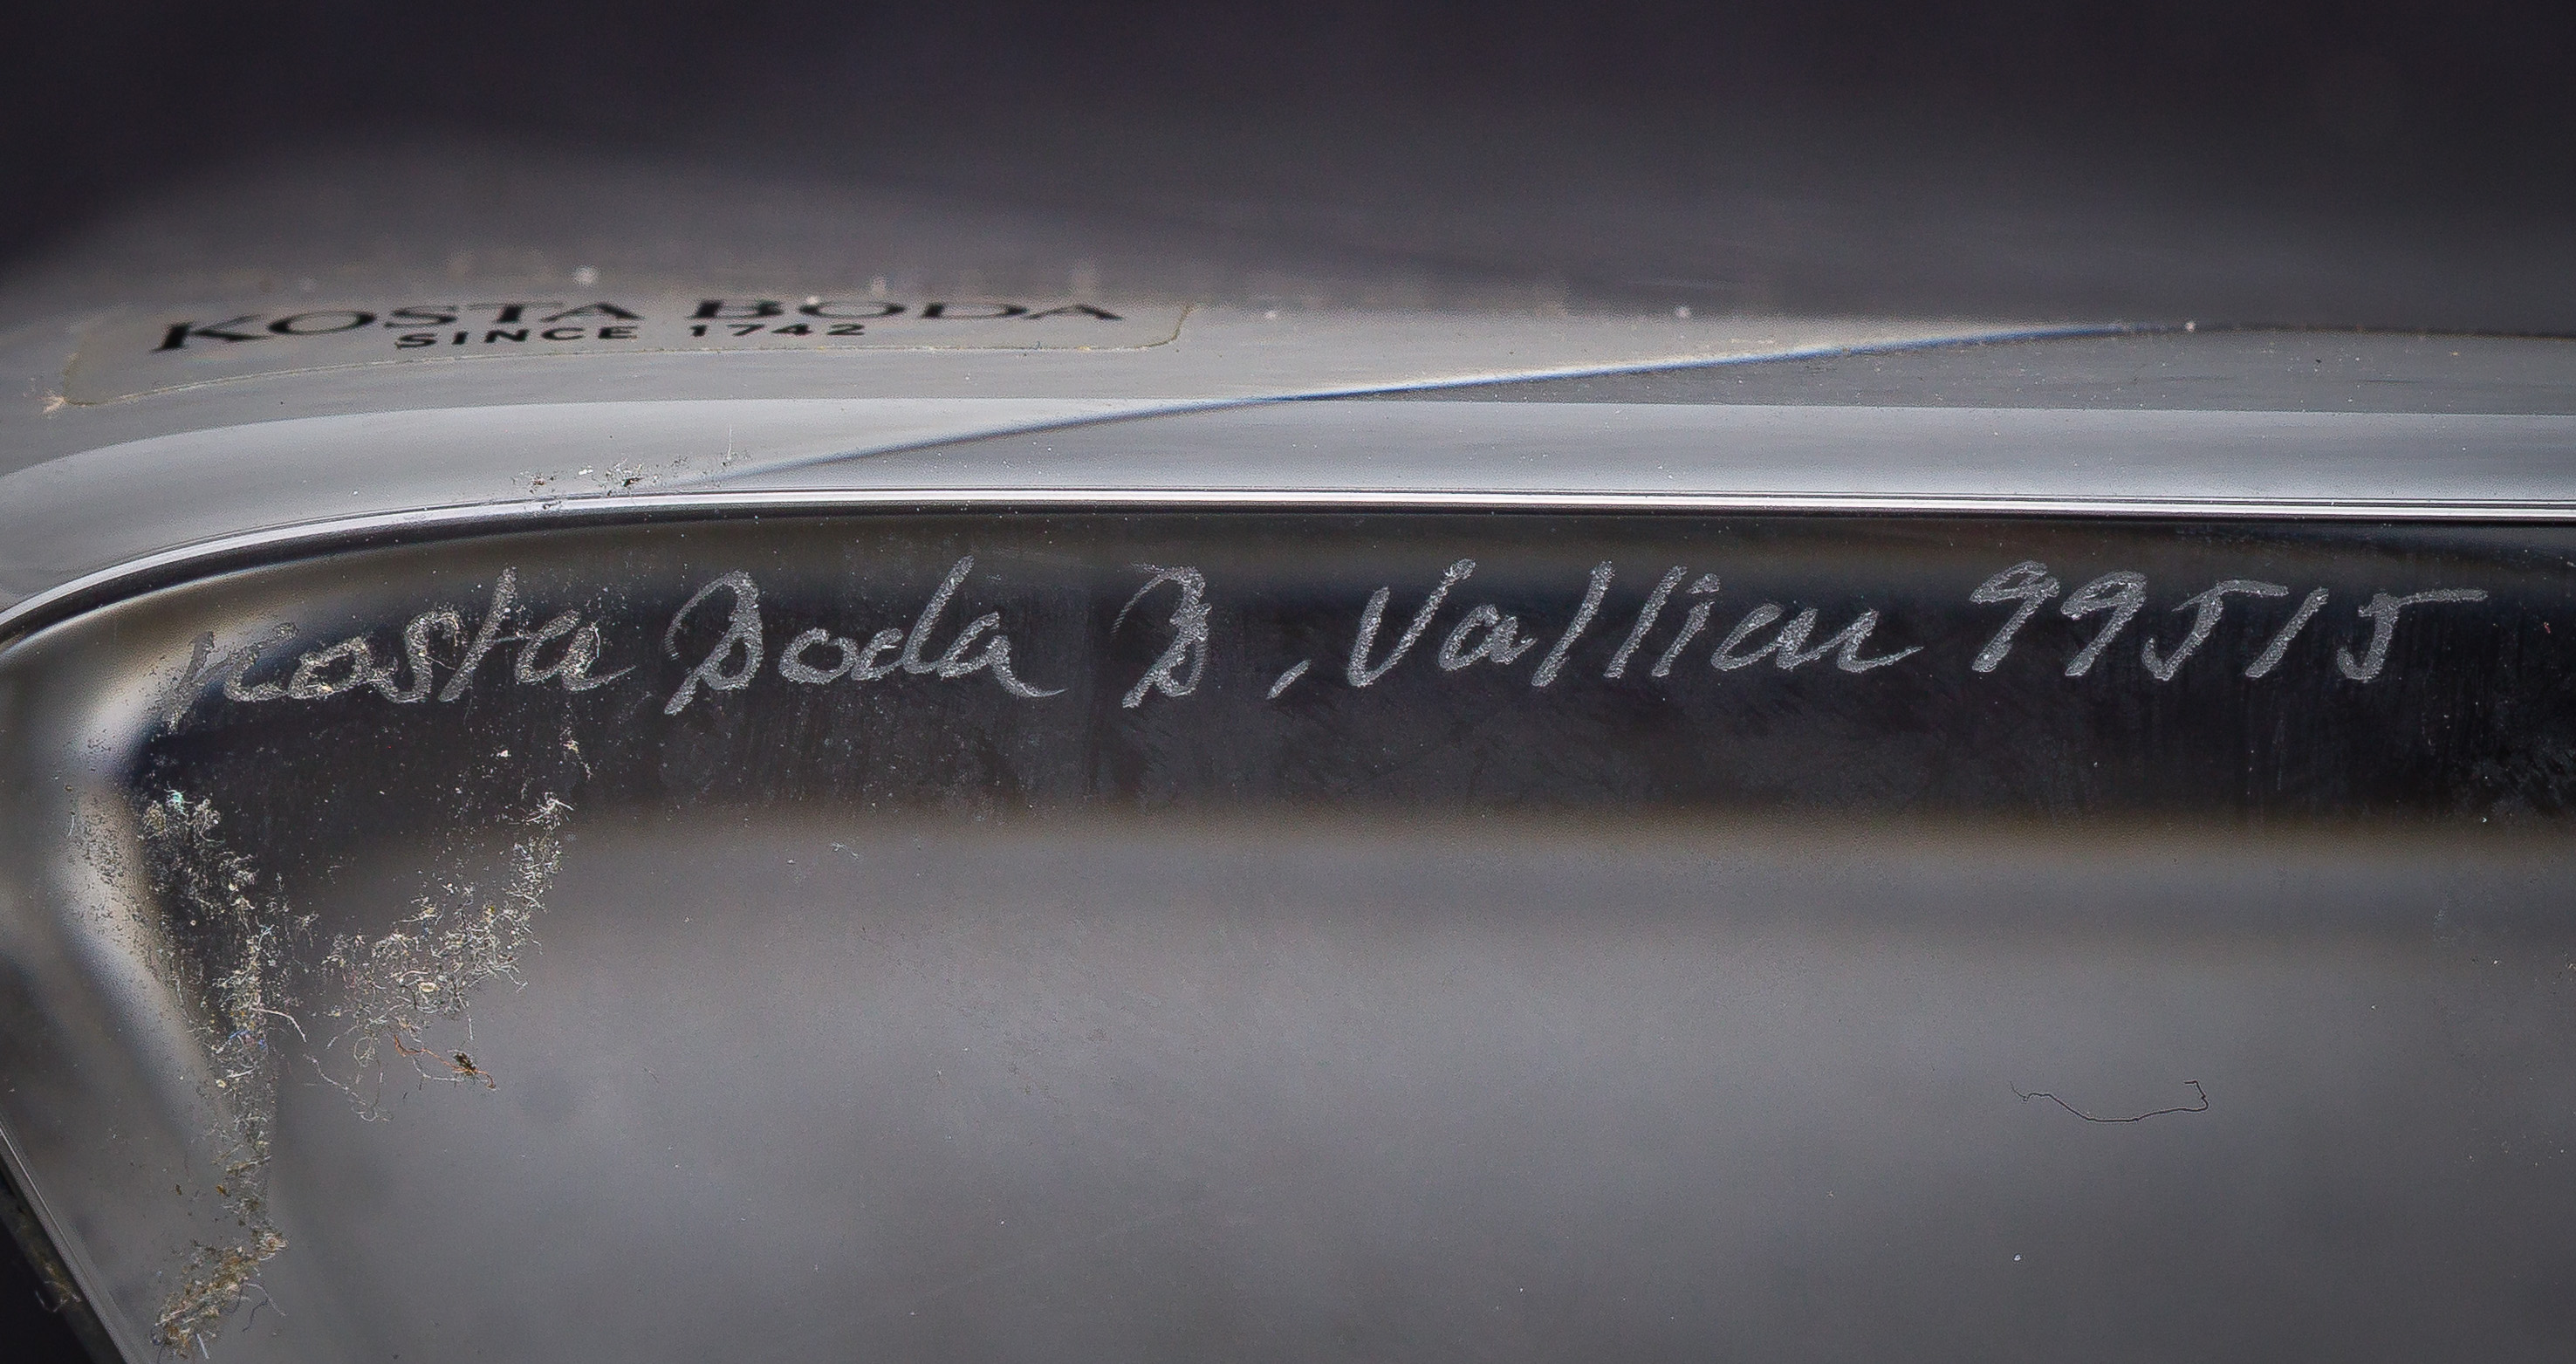 KOSTA BODA
SINCE 1742
Kosta Boda B. Vallien 99515